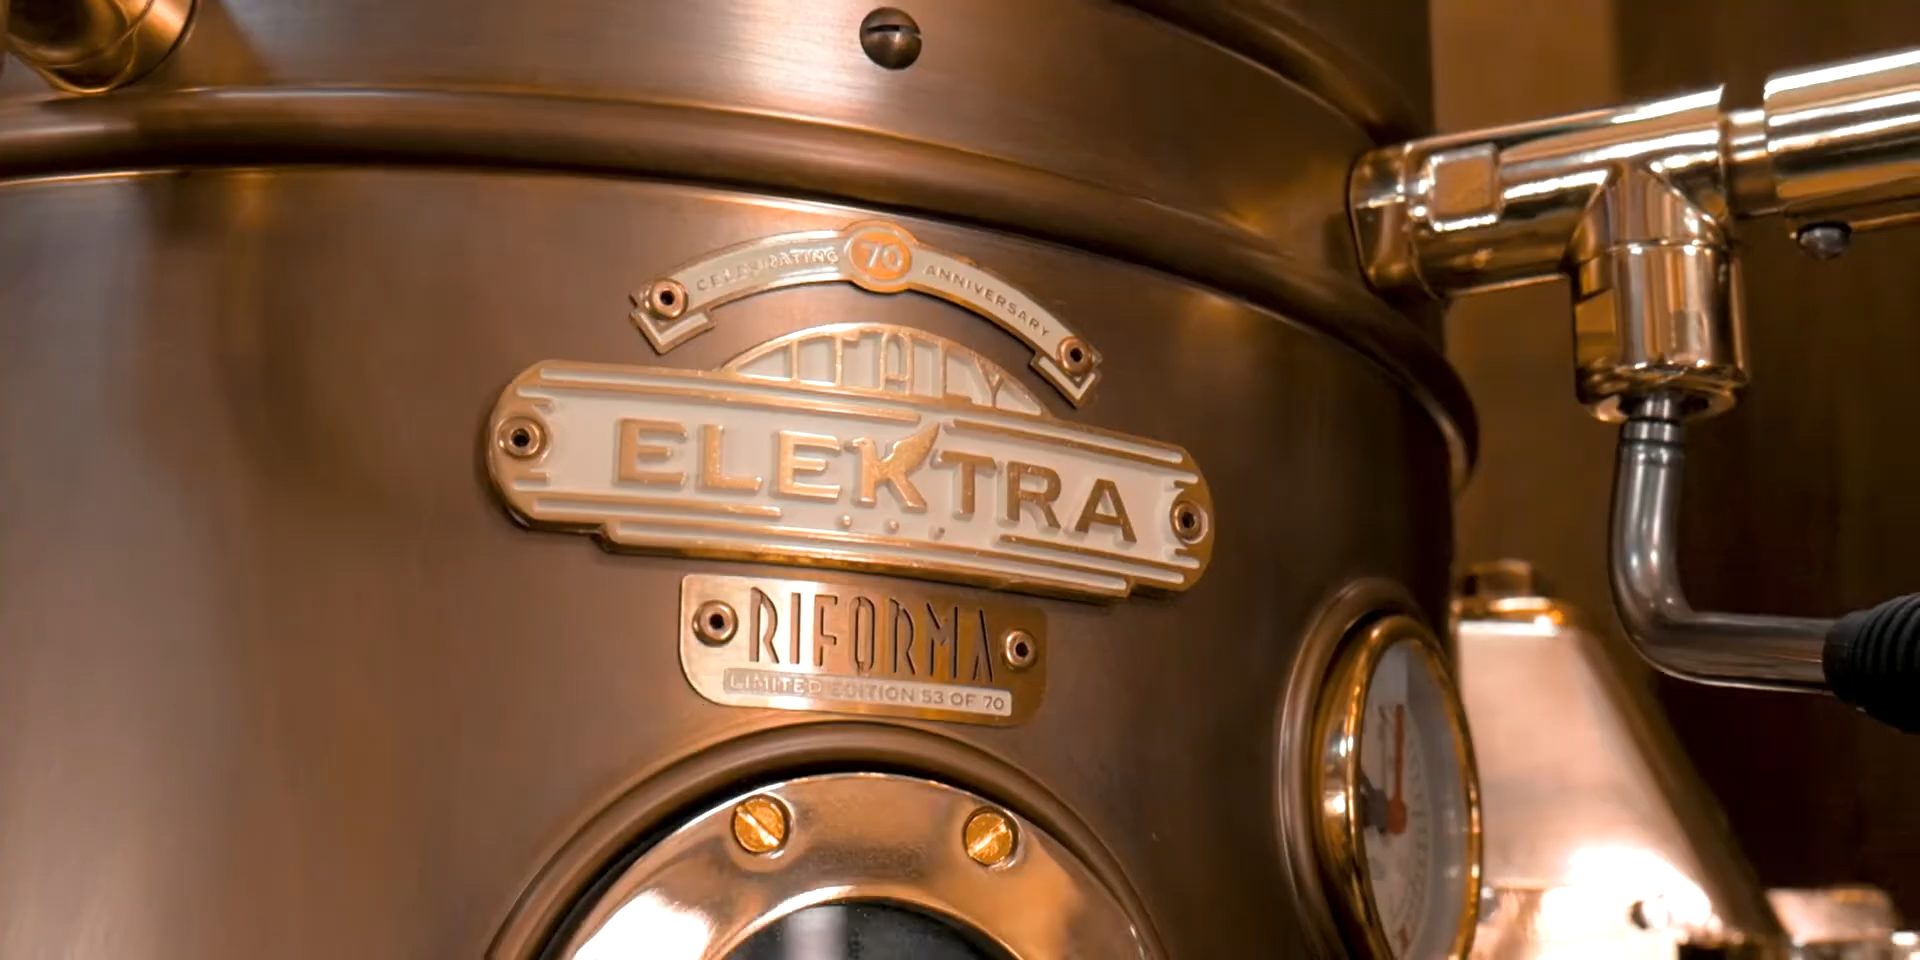 CELEBRATING 70 ANNIVERSARY
ITALY
ELEKTRA
RIFORMA
LIMITED EDITION 53 OF 70